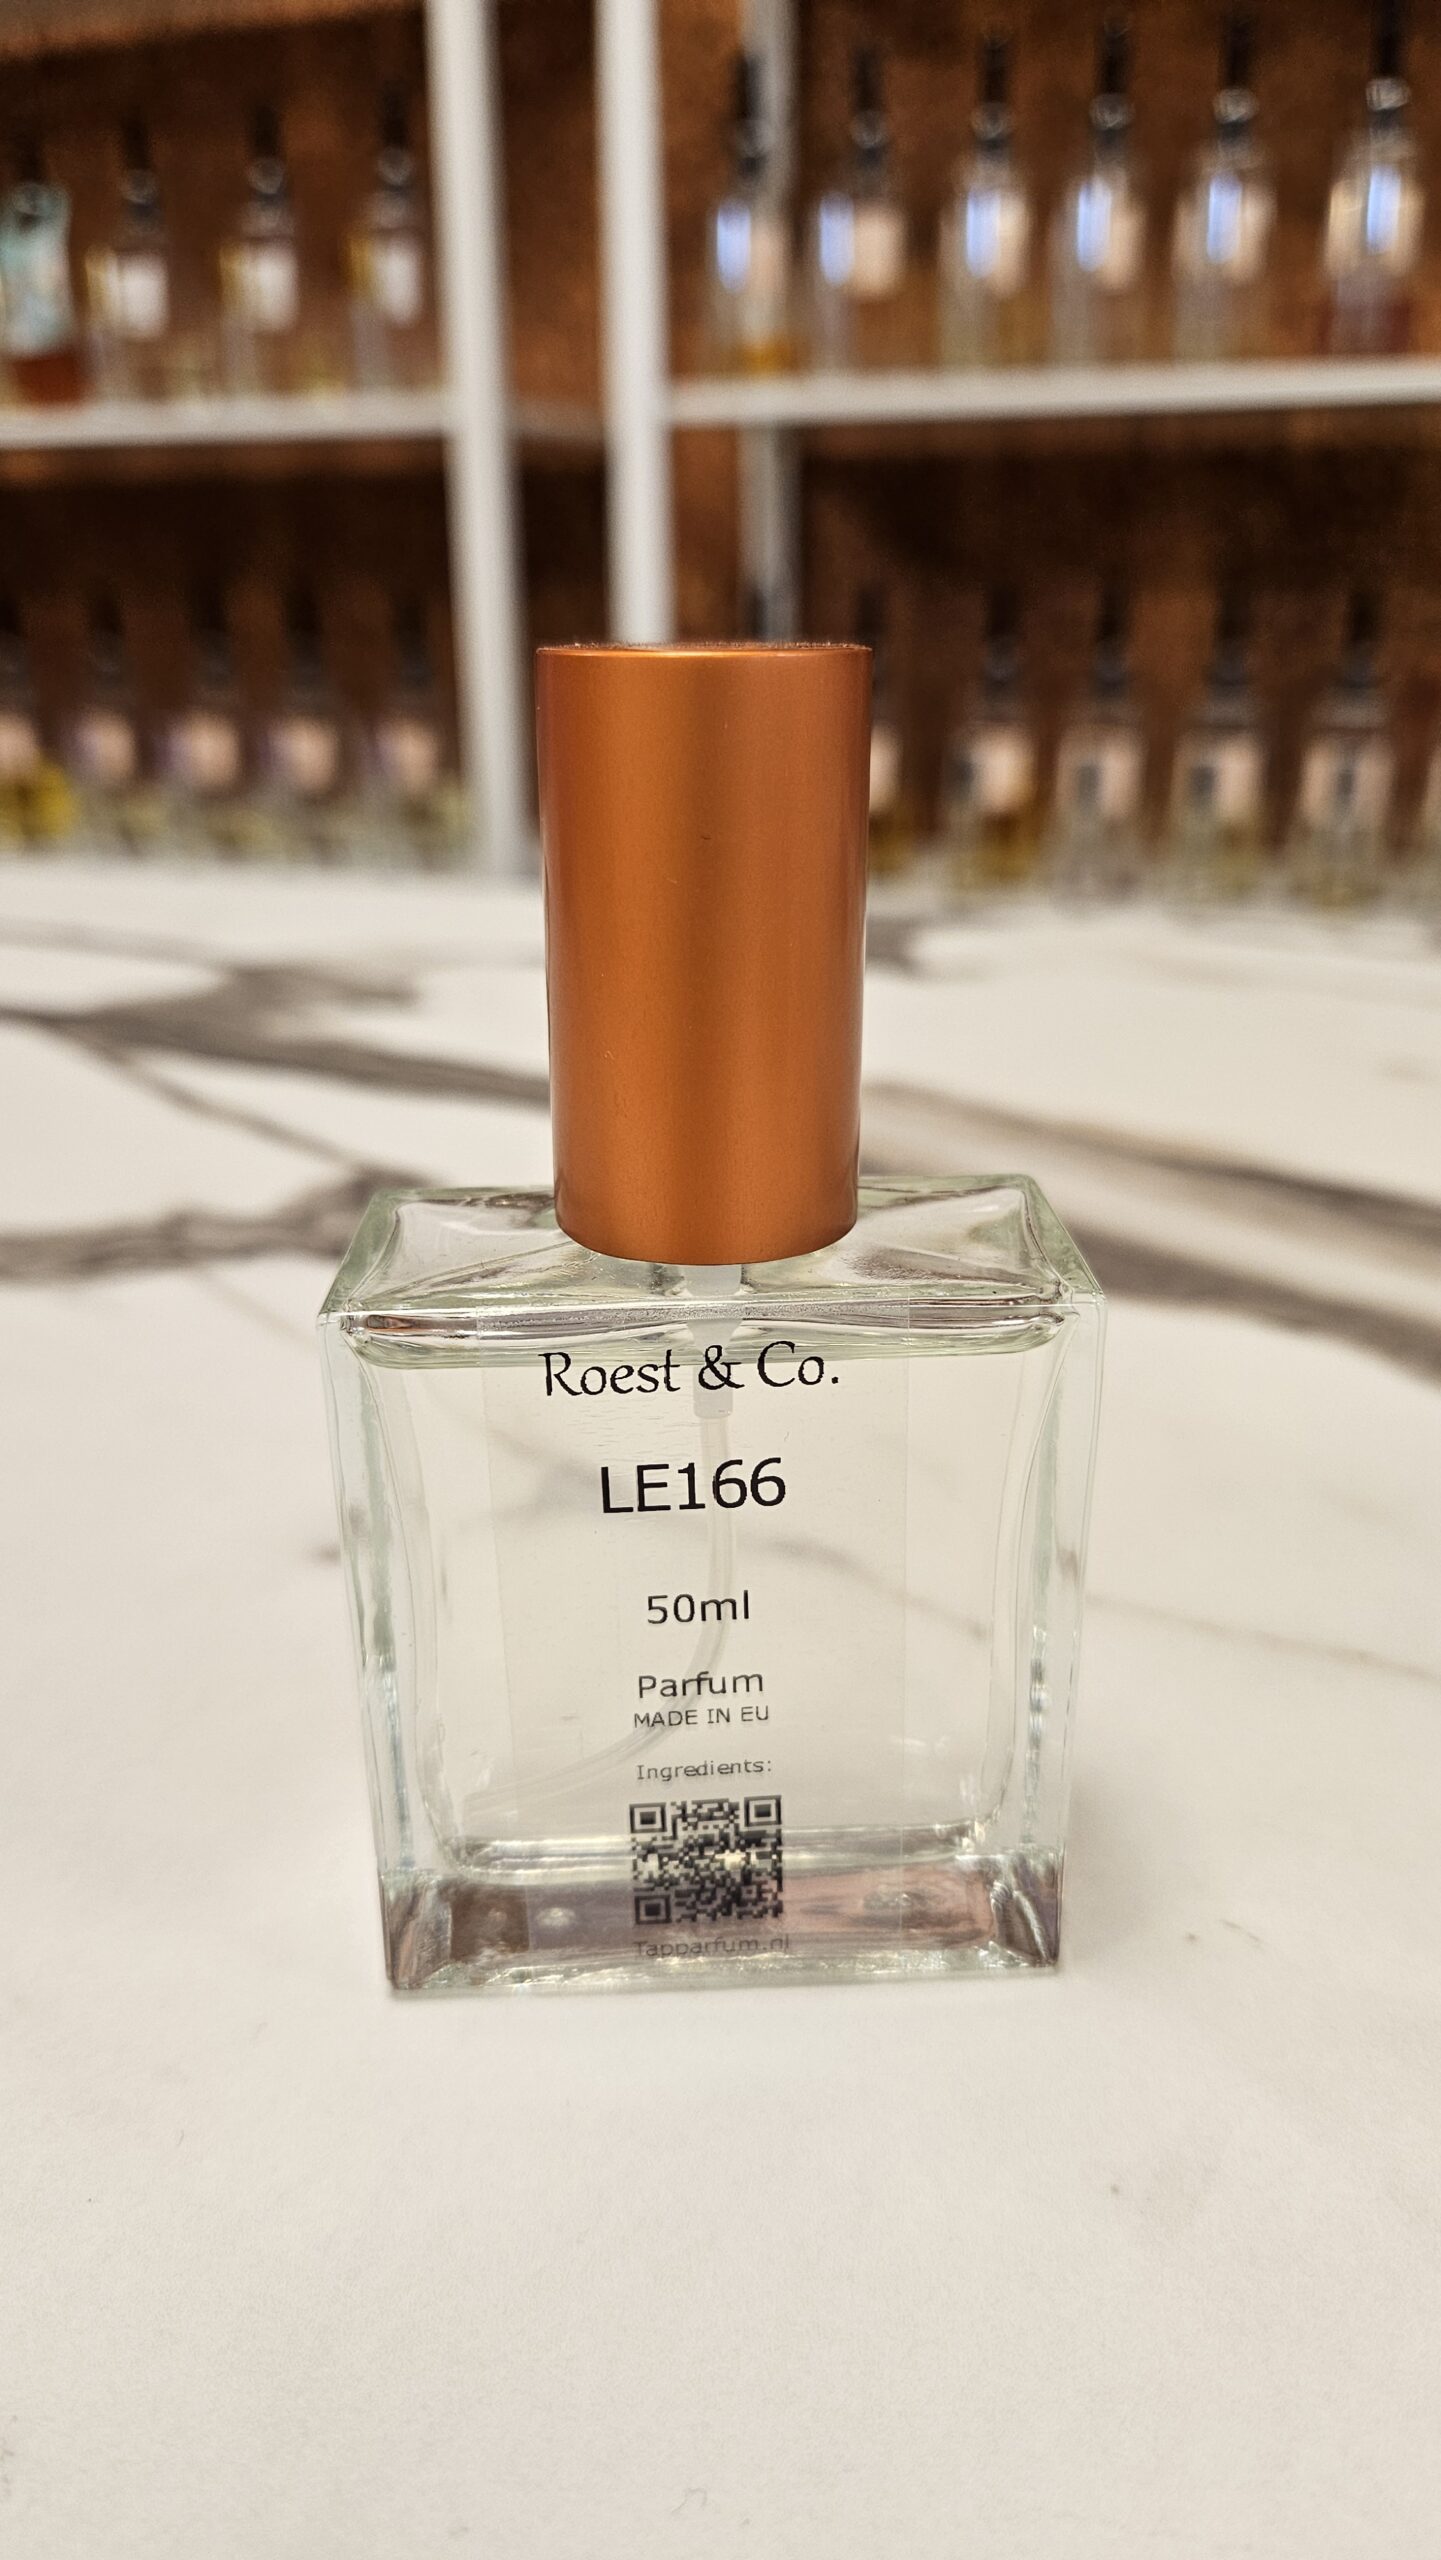 Roest & Co.
LE166
50ml
Parfum
MADE IN EU
Ingredients:
Tapparfum.nl